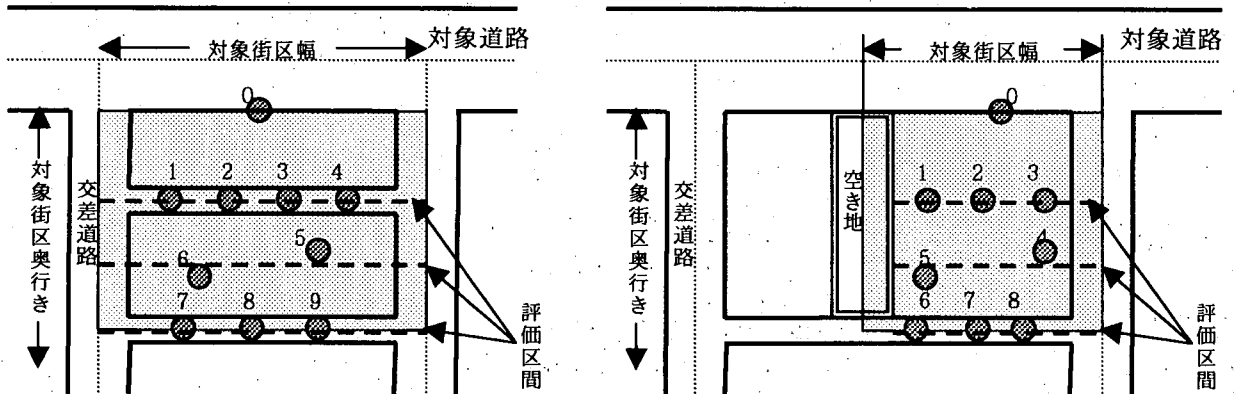 対象街区幅
対象道路
0
対象街区奥行き
交差道路
1 2 3 4
5
6
7 8 9
評価区間
対象街区幅
対象道路
0
対象街区奥行き
交差道路
空き地
1 2 3
4
5
6 7 8
評価区間